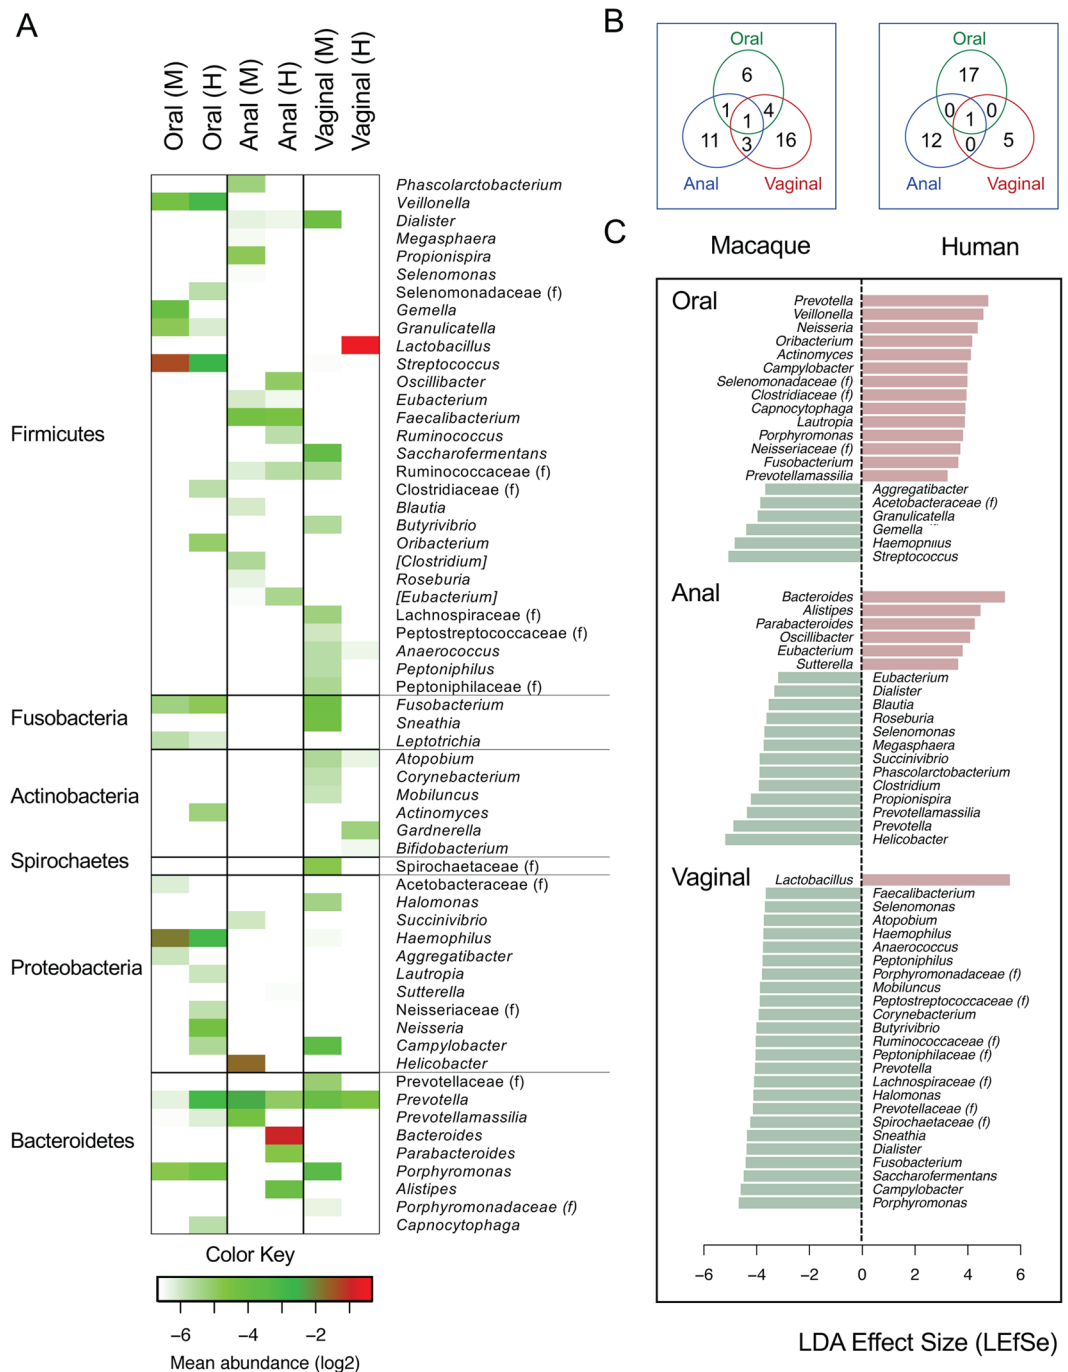 A
Oral (M)
Oral (H)
Anal (M)
Anal (H)
Vaginal (M)
Vaginal (H)
Firmicutes
Fusobacteria
Actinobacteria
Spirochaetes
Proteobacteria
Bacteroidetes
Phascolarctobacterium
Veillonella
Dialister
Megasphaera
Propionispira
Selenomonas
Selenomonadaceae (f)
Gemella
Granulicatella
Lactobacillus
Streptococcus
Oscillibacter
Eubacterium
Faecalibacterium
Ruminococcus
Saccharofermentans
Ruminococcaceae (f)
Clostridiaceae (f)
Blautia
Butyrivibrio
Oribacterium
[Clostridium]
Roseburia
[Eubacterium]
Lachnospiraceae (f)
Peptostreptococcaceae (f)
Anaerococcus
Peptoniphilus
Peptoniphilaceae (f)
Fusobacterium
Sneathia
Leptotrichia
Atopobium
Corynebacterium
Mobiluncus
Actinomyces
Gardnerella
Bifidobacterium
Spirochaetaceae (f)
Acetobacteraceae (f)
Halomonas
Succinivibrio
Haemophilus
Aggregatibacter
Lautropia
Sutterella
Neisseriaceae (f)
Neisseria
Campylobacter
Helicobacter
Prevotellaceae (f)
Prevotella
Prevotellamassilia
Bacteroides
Parabacteroides
Porphyromonas
Alistipes
Porphyromonadaceae (f)
Capnocytophaga
Color Key
−6 −4 −2
Mean abundance (log2)
B
Oral
6
1 4
1
11 3 16
Anal Vaginal
Oral
17
0 0
1
12 0 5
Anal Vaginal
C
Macaque Human
Oral
Prevotella
Veillonella
Neisseria
Oribacterium
Actinomyces
Campylobacter
Selenomonadaceae (f)
Clostridiaceae (f)
Capnocytophaga
Lautropia
Porphyromonas
Neisseriaceae (f)
Fusobacterium
Prevotellamassilia
Aggregatibacter
Acetobacteraceae (f)
Granulicatella
Gemella
Haemophilus
Streptococcus
Anal
Bacteroides
Alistipes
Parabacteroides
Oscillibacter
Eubacterium
Sutterella
Eubacterium
Dialister
Blautia
Roseburia
Selenomonas
Megasphaera
Succinivibrio
Phascolarctobacterium
Clostridium
Propionispira
Prevotellamassilia
Prevotella
Helicobacter
Vaginal
Lactobacillus
Faecalibacterium
Selenomonas
Atopobium
Haemophilus
Anaerococcus
Peptoniphilus
Porphyromonadaceae (f)
Mobiluncus
Peptostreptococcaceae (f)
Corynebacterium
Butyrivibrio
Ruminococcaceae (f)
Peptoniphilaceae (f)
Prevotella
Lachnospiraceae (f)
Halomonas
Prevotellaceae (f)
Spirochaetaceae (f)
Sneathia
Dialister
Fusobacterium
Saccharofermentans
Campylobacter
Porphyromonas
−6 −4 −2 0 2 4 6
LDA Effect Size (LEfSe)